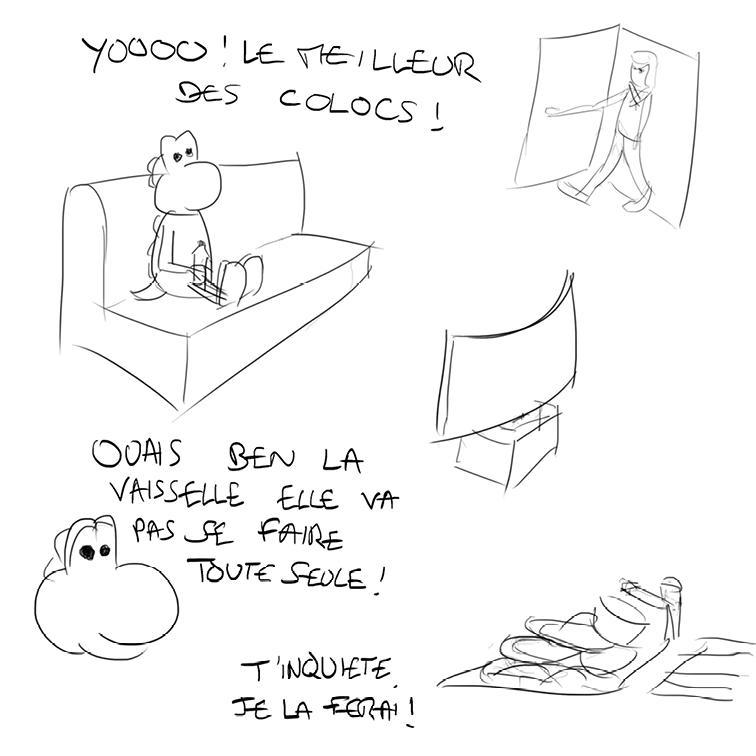 YOOOO ! LE MEILLEUR
DES COLOCS !
OUAIS BEN LA
VAISSELLE ELLE VA
PAS SE FAIRE
TOUTE SEULE !
T'INQUIETE
JE LA FERAI !